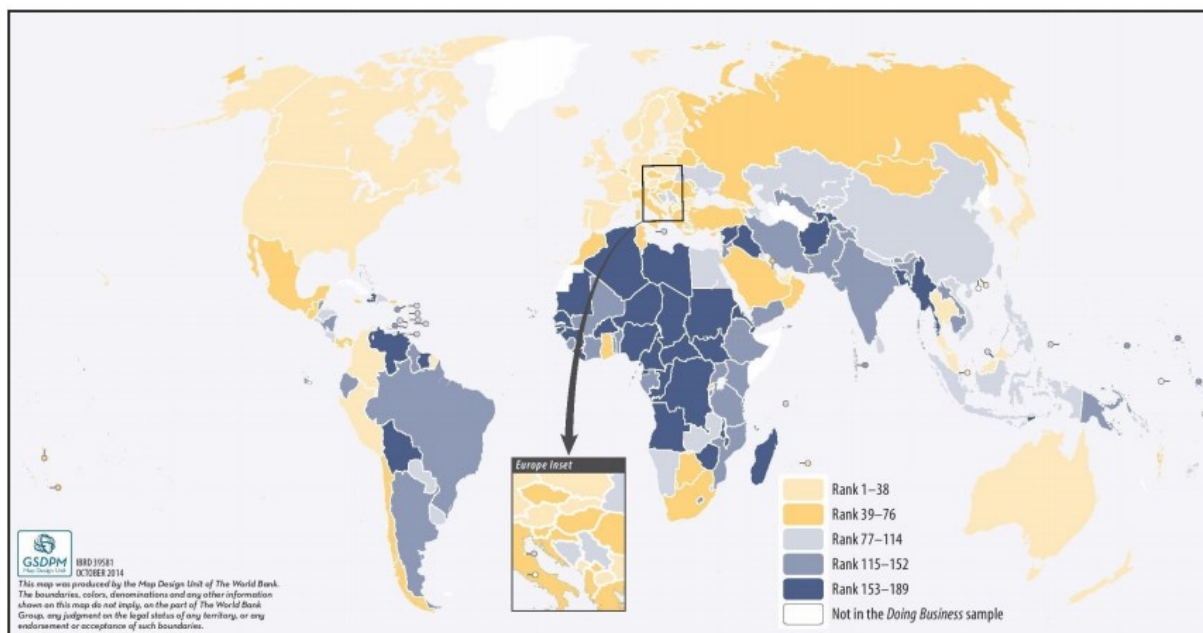 Europe Inset
Rank 1–38
Rank 39–76
Rank 77–114
Rank 115–152
Rank 153–189
Not in the Doing Business sample
GSDPM
Map Design Unit
IBRD 39581
OCTOBER 2014
This map was produced by the Map Design Unit of The World Bank.
The boundaries, colors, denominations and any other information
shown on this map do not imply, on the part of The World Bank
Group, any judgment on the legal status of any territory, or any
endorsement or acceptance of such boundaries.